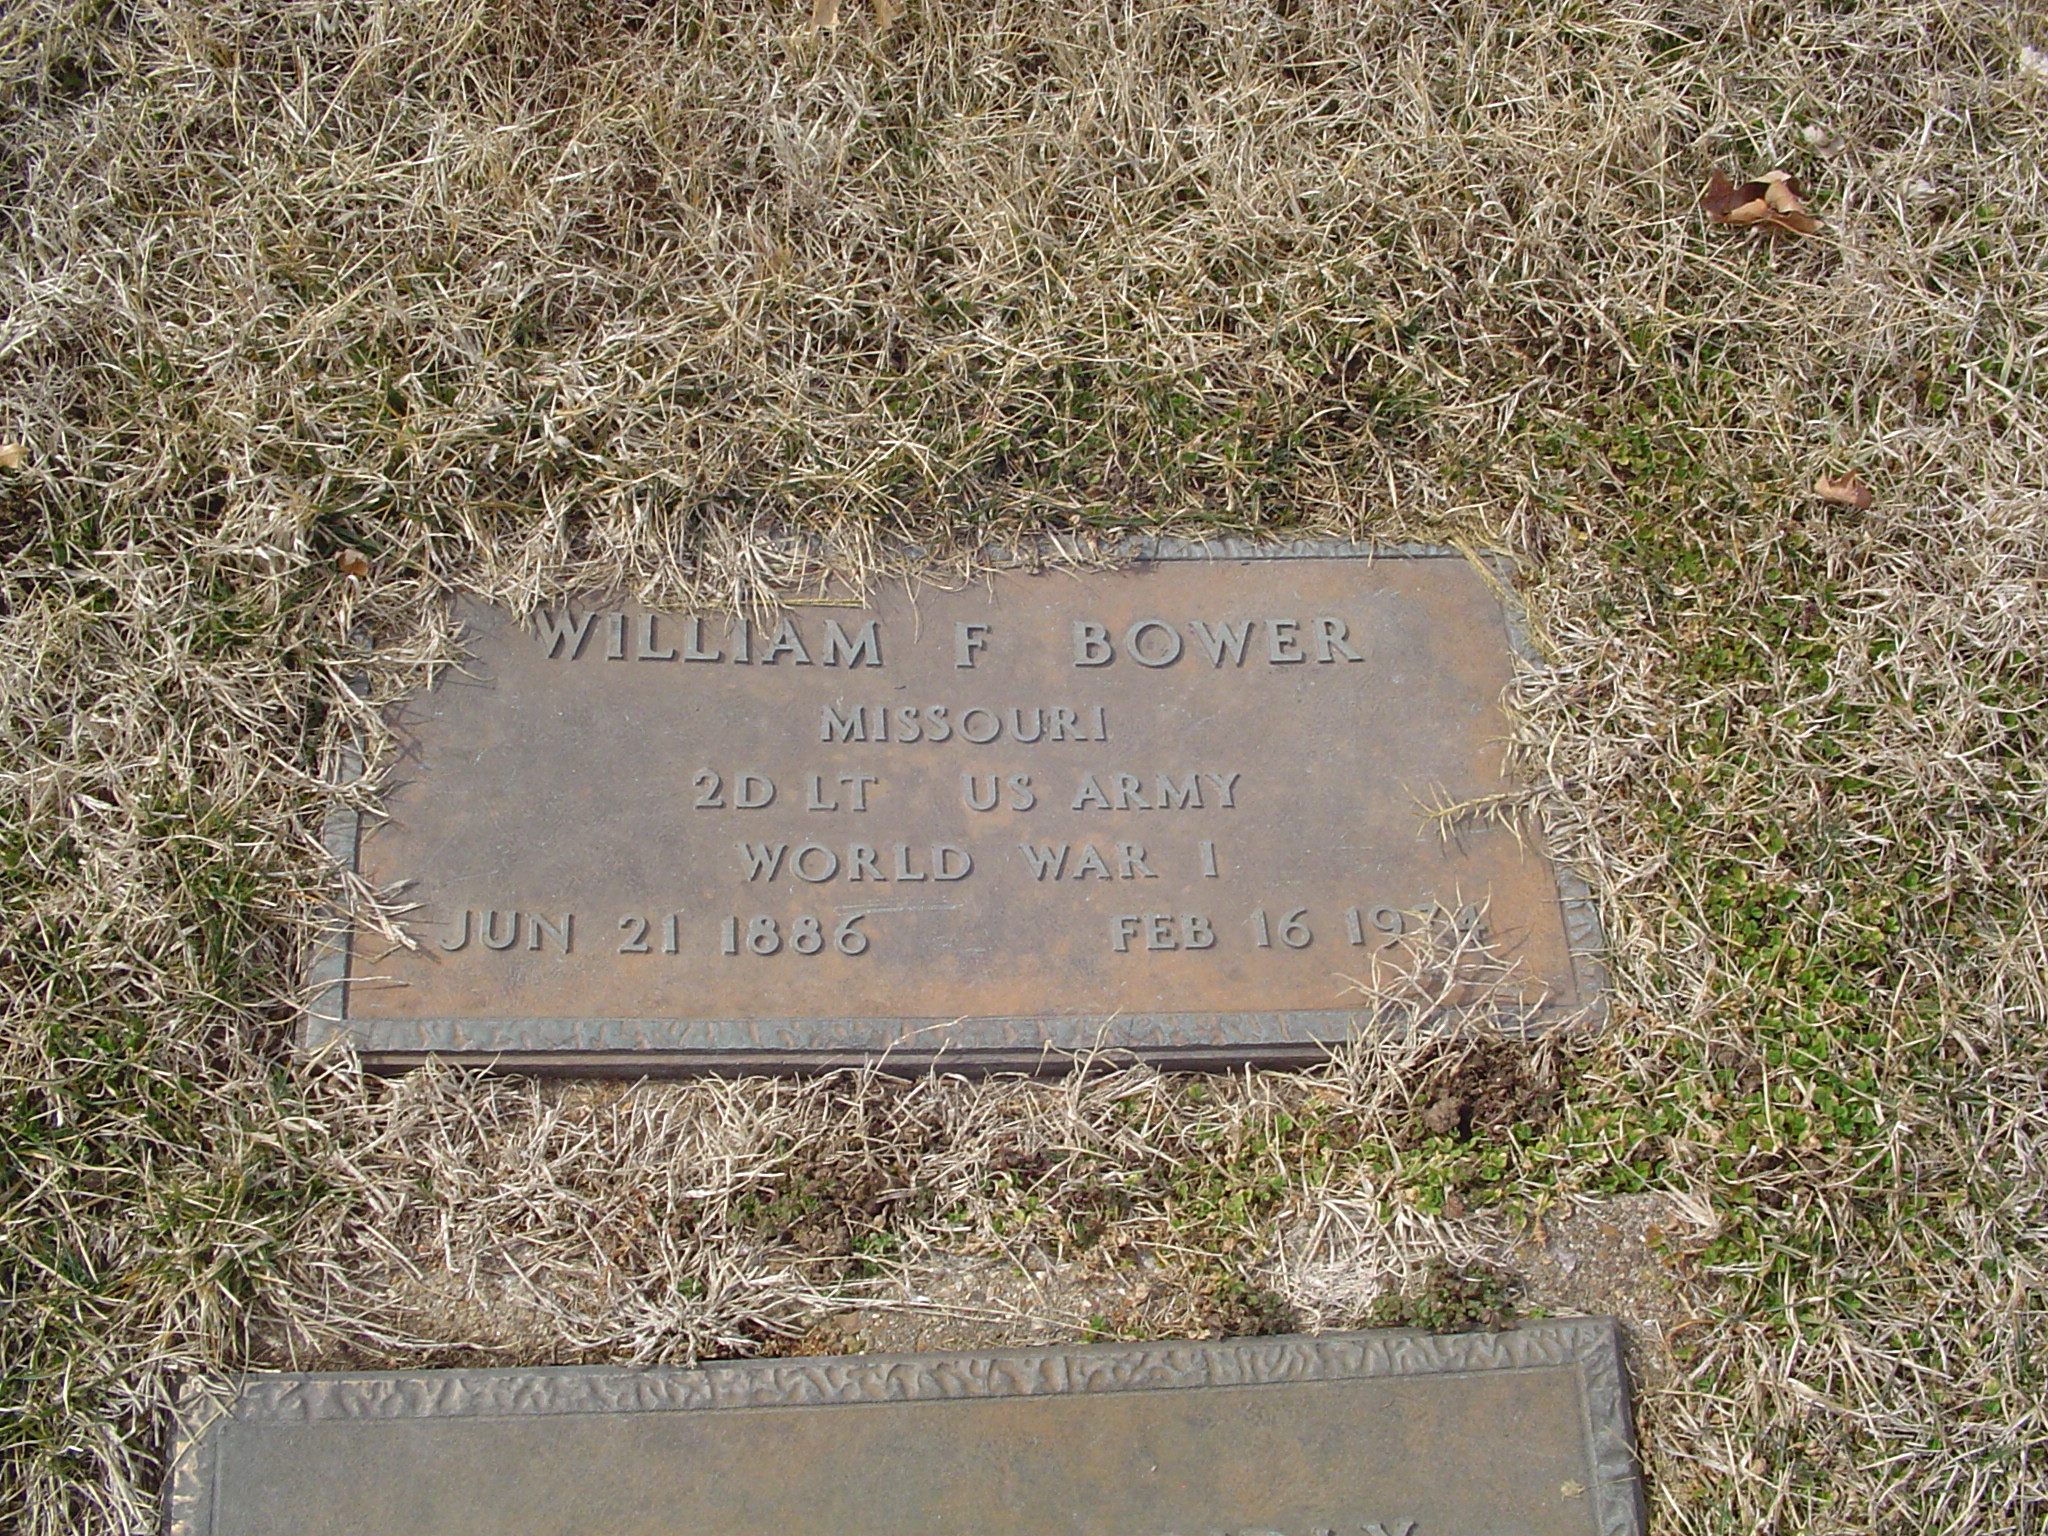 WILLIAM F BOWER
MISSOURI
2D LT US ARMY
WORLD WAR I
JUN 21 1886 FEB 16